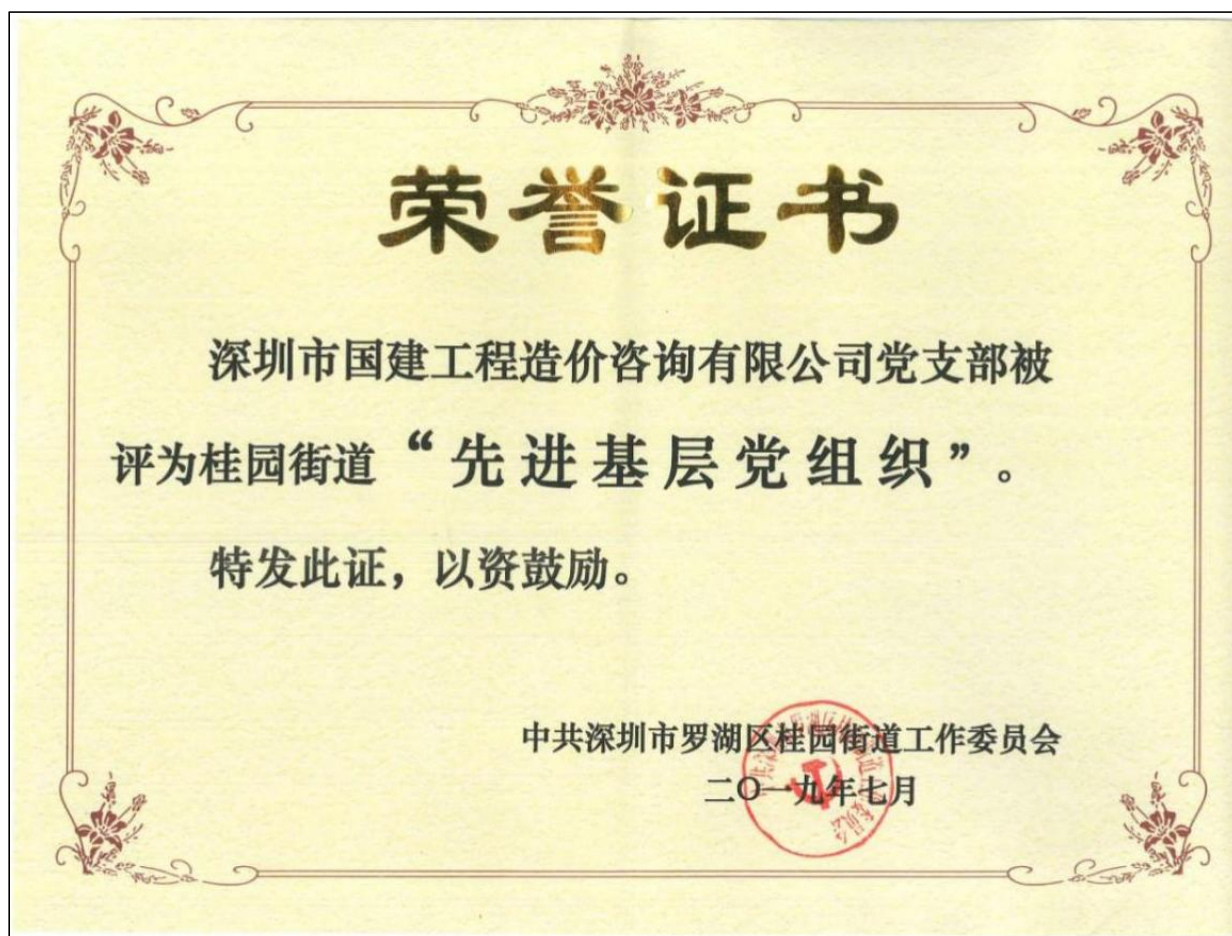 荣誉证书
深圳市国建工程造价咨询有限公司党支部被
评为桂园街道“先进基层党组织”。
特发此证，以资鼓励。
中共深圳市罗湖区桂园街道工作委员会
二〇一九年七月